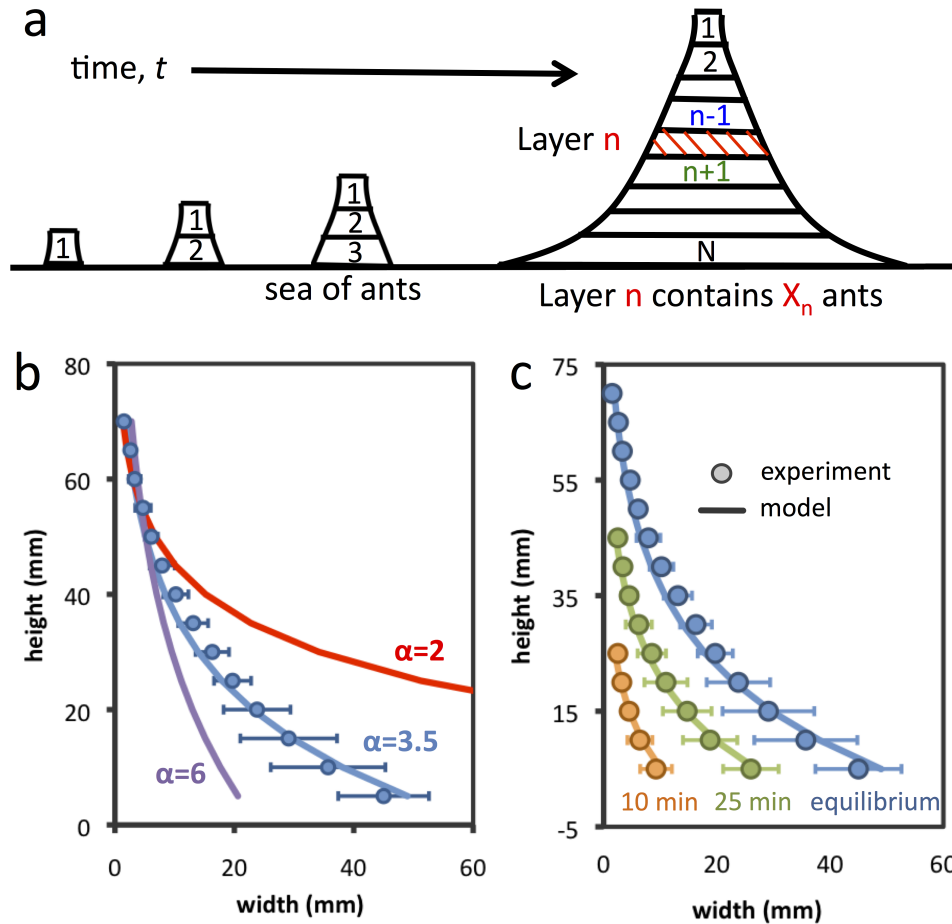 a
time, t
1
1
2
1
2
3
1
2
n-1
Layer n
n+1
N
sea of ants
Layer n contains Xn ants
b
80
60
40
20
0
height (mm)
0 20 40 60
width (mm)
α=2
α=3.5
α=6
c
75
55
35
15
-5
height (mm)
experiment
model
10 min 25 min equilibrium
0 20 40 60
width (mm)